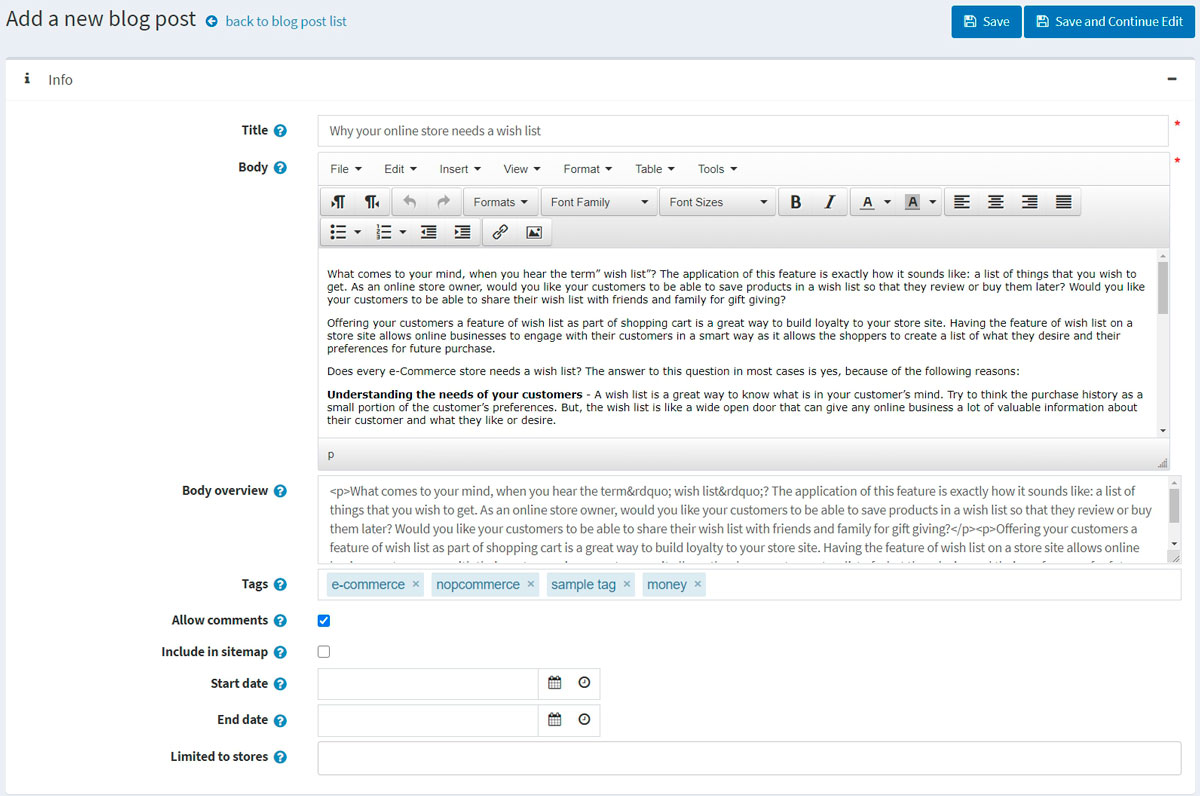 Add a new blog post back to blog post list Save Save and Continue Edit
Info
Title Why your online store needs a wish list *
Body *
File Edit Insert View Format Table Tools
Formats Font Family Font Sizes B I A A
What comes to your mind, when you hear the term” wish list”? The application of this feature is exactly how it sounds like: a list of things that you wish to
get. As an online store owner, would you like your customers to be able to save products in a wish list so that they review or buy them later? Would you like
your customers to be able to share their wish list with friends and family for gift giving?
Offering your customers a feature of wish list as part of shopping cart is a great way to build loyalty to your store site. Having the feature of wish list on a
store site allows online businesses to engage with their customers in a smart way as it allows the shoppers to create a list of what they desire and their
preferences for future purchase.
Does every e-Commerce store needs a wish list? The answer to this question in most cases is yes, because of the following reasons:
Understanding the needs of your customers - A wish list is a great way to know what is in your customer’s mind. Try to think the purchase history as a
small portion of the customer’s preferences. But, the wish list is like a wide open door that can give any online business a lot of valuable information about
their customer and what they like or desire.
p
Body overview <p>What comes to your mind, when you hear the term&rdquo; wish list&rdquo;? The application of this feature is exactly how it sounds like: a list of
things that you wish to get. As an online store owner, would you like your customers to be able to save products in a wish list so that they review or buy
them later? Would you like your customers to be able to share their wish list with friends and family for gift giving?</p><p>Offering your customers a
feature of wish list as part of shopping cart is a great way to build loyalty to your store site. Having the feature of wish list on a store site allows online
Tags e-commerce × nopcommerce × sample tag × money ×
Allow comments
Include in sitemap
Start date
End date
Limited to stores